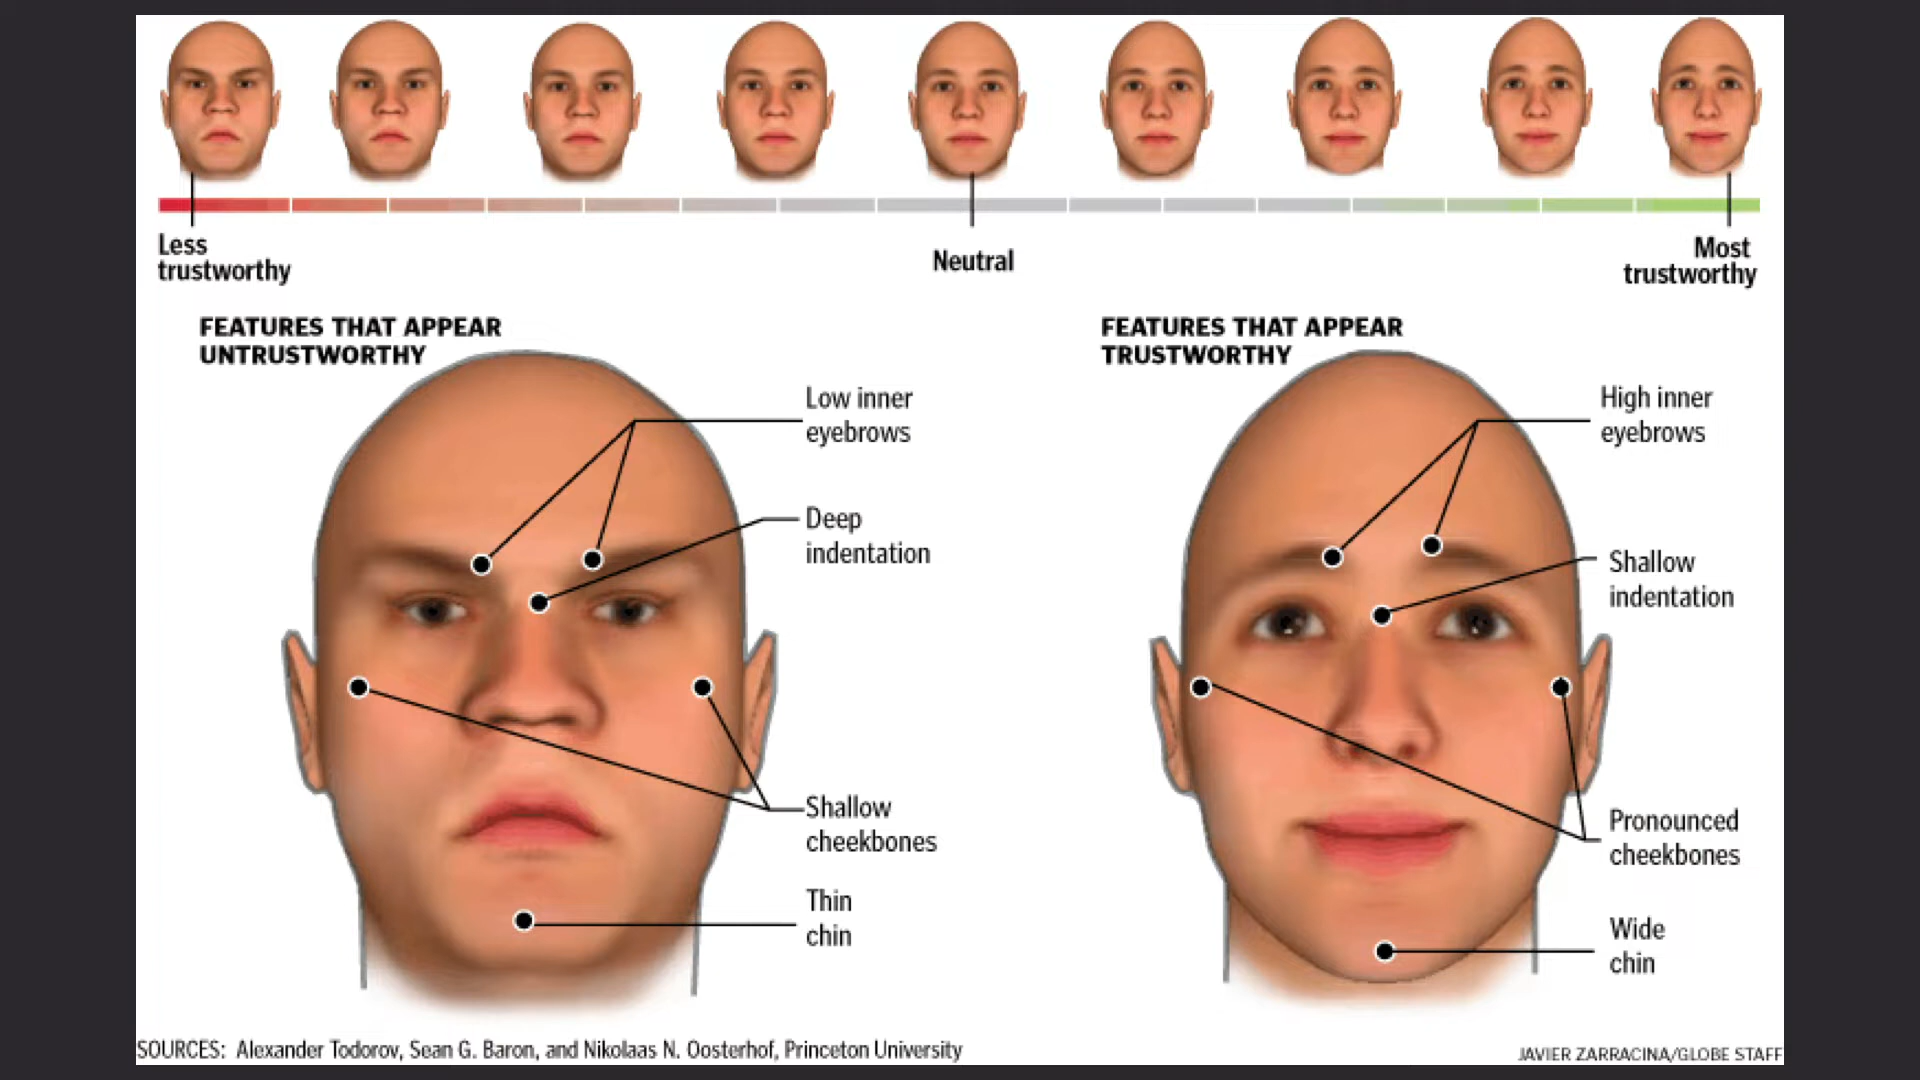 Less
trustworthy
Neutral
Most
trustworthy
FEATURES THAT APPEAR
UNTRUSTWORTHY
Low inner
eyebrows
Deep
indentation
Shallow
cheekbones
Thin
chin
FEATURES THAT APPEAR
TRUSTWORTHY
High inner
eyebrows
Shallow
indentation
Pronounced
cheekbones
Wide
chin
SOURCES: Alexander Todorov, Sean G. Baron, and Nikolaas N. Oosterhof, Princeton University
JAVIER ZARRACINA/GLOBE STAFF